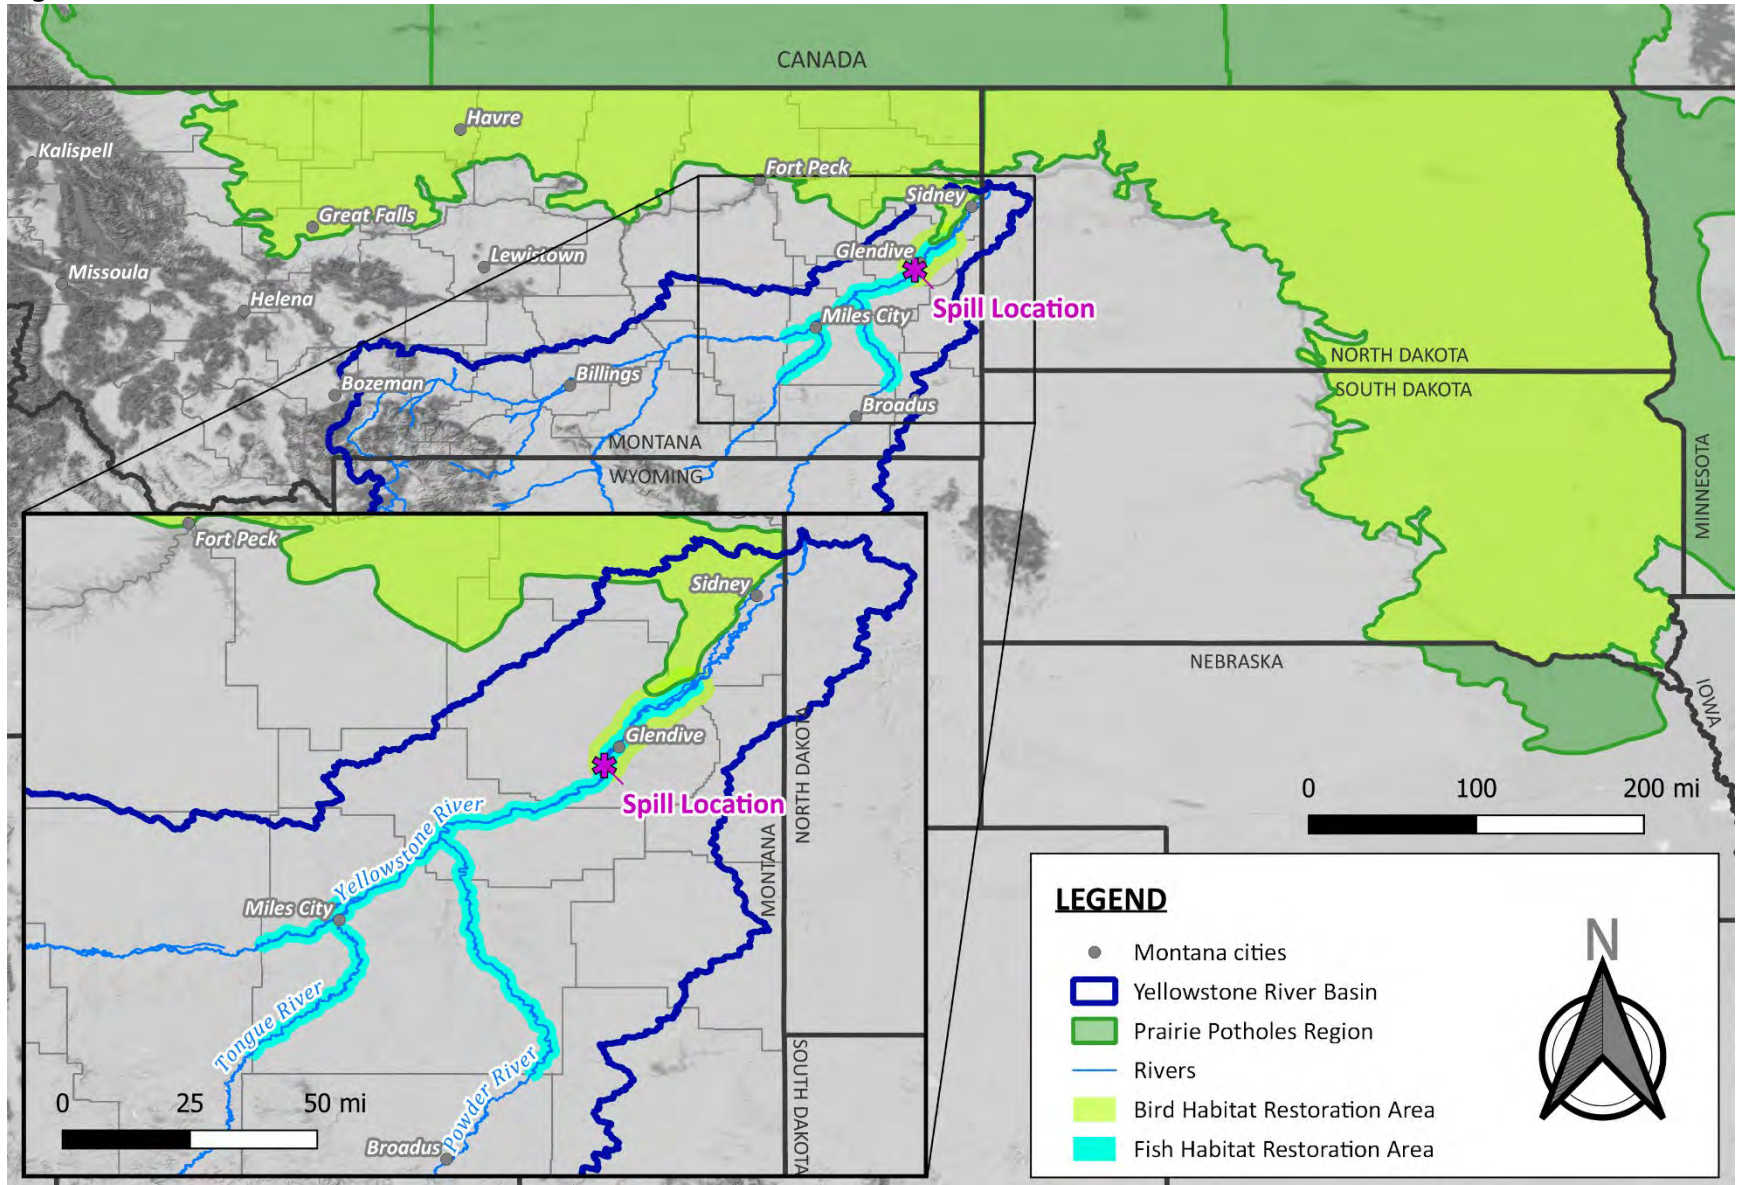 CANADA
Havre
Kalispell
Fort Peck
Sidney
Great Falls
Glendive
Lewistown
Missoula
Helena
Spill Location
Miles City
NORTH DAKOTA
SOUTH DAKOTA
Bozeman
Billings
Broadus
MONTANA
WYOMING
MINNESOTA
NEBRASKA
IOWA
Fort Peck
Sidney
Glendive
Spill Location
NORTH DAKOTA
MONTANA
Yellowstone River
Miles City
Tongue River
Powder River
SOUTH DAKOTA
Broadus
0 25 50 mi
0 100 200 mi
LEGEND
Montana cities
Yellowstone River Basin
Prairie Potholes Region
Rivers
Bird Habitat Restoration Area
Fish Habitat Restoration Area
N